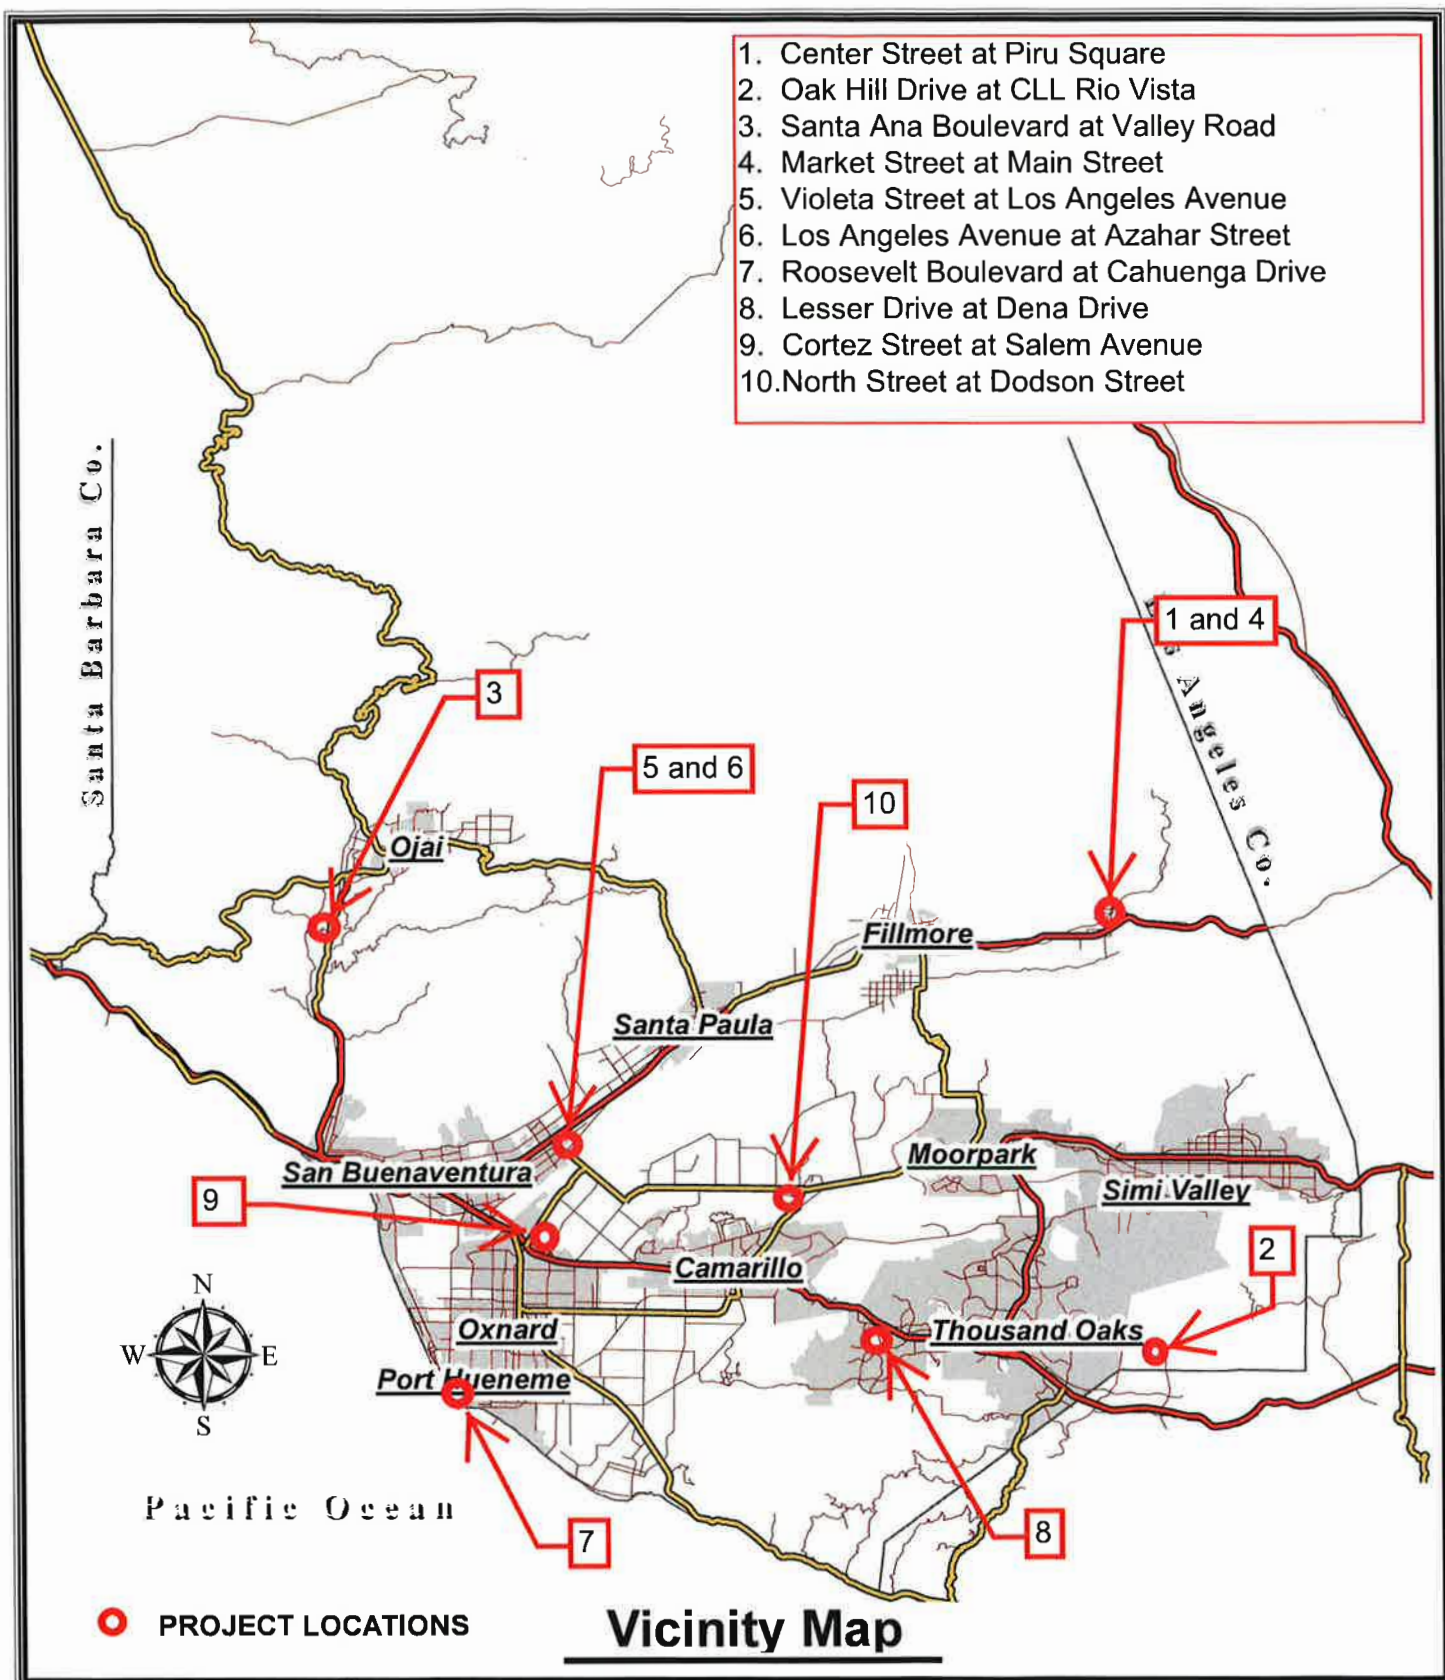 1. Center Street at Piru Square
2. Oak Hill Drive at CLL Rio Vista
3. Santa Ana Boulevard at Valley Road
4. Market Street at Main Street
5. Violeta Street at Los Angeles Avenue
6. Los Angeles Avenue at Azahar Street
7. Roosevelt Boulevard at Cahuenga Drive
8. Lesser Drive at Dena Drive
9. Cortez Street at Salem Avenue
10.North Street at Dodson Street
Santa Barbara Co.
1 and 4
Angeles Co.
3
5 and 6
10
Ojai
Fillmore
Santa Paula
Moorpark
San Buenaventura
Simi Valley
9
2
Camarillo
N
W E
S
Oxnard
Thousand Oaks
Port Hueneme
Pacific Ocean
7
8
PROJECT LOCATIONS
Vicinity Map